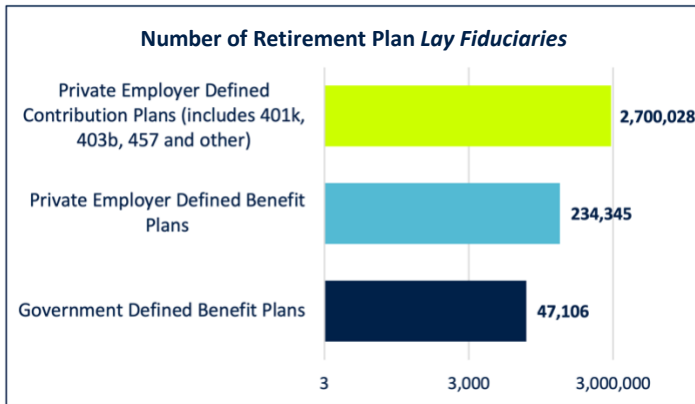 Number of Retirement Plan Lay Fiduciaries
Private Employer Defined
Contribution Plans (includes 401k,
403b, 457 and other)
2,700,028
Private Employer Defined Benefit
Plans
234,345
Government Defined Benefit Plans
47,106
3
3,000
3,000,000